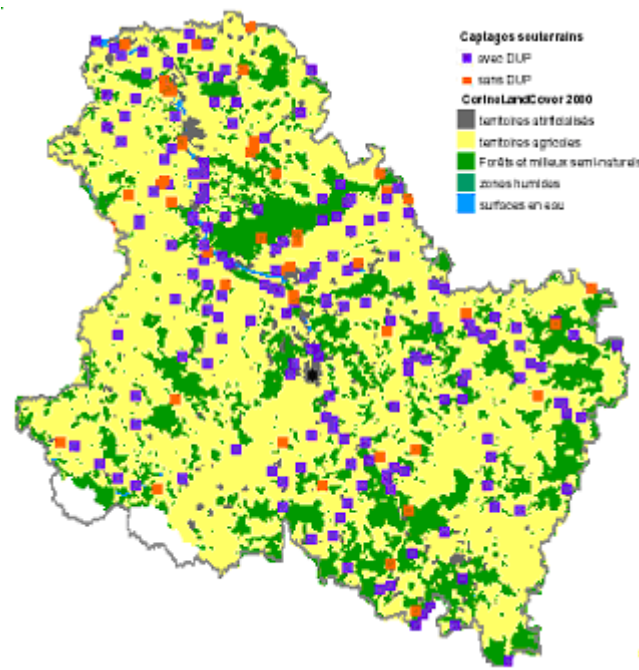 Captages souterrains
avec DUP
sans DUP
CorineLandCover 2000
territoires atrificialisés
territoires agricoles
Forêts et milieux semi-naturels
zones humides
surfaces en eau